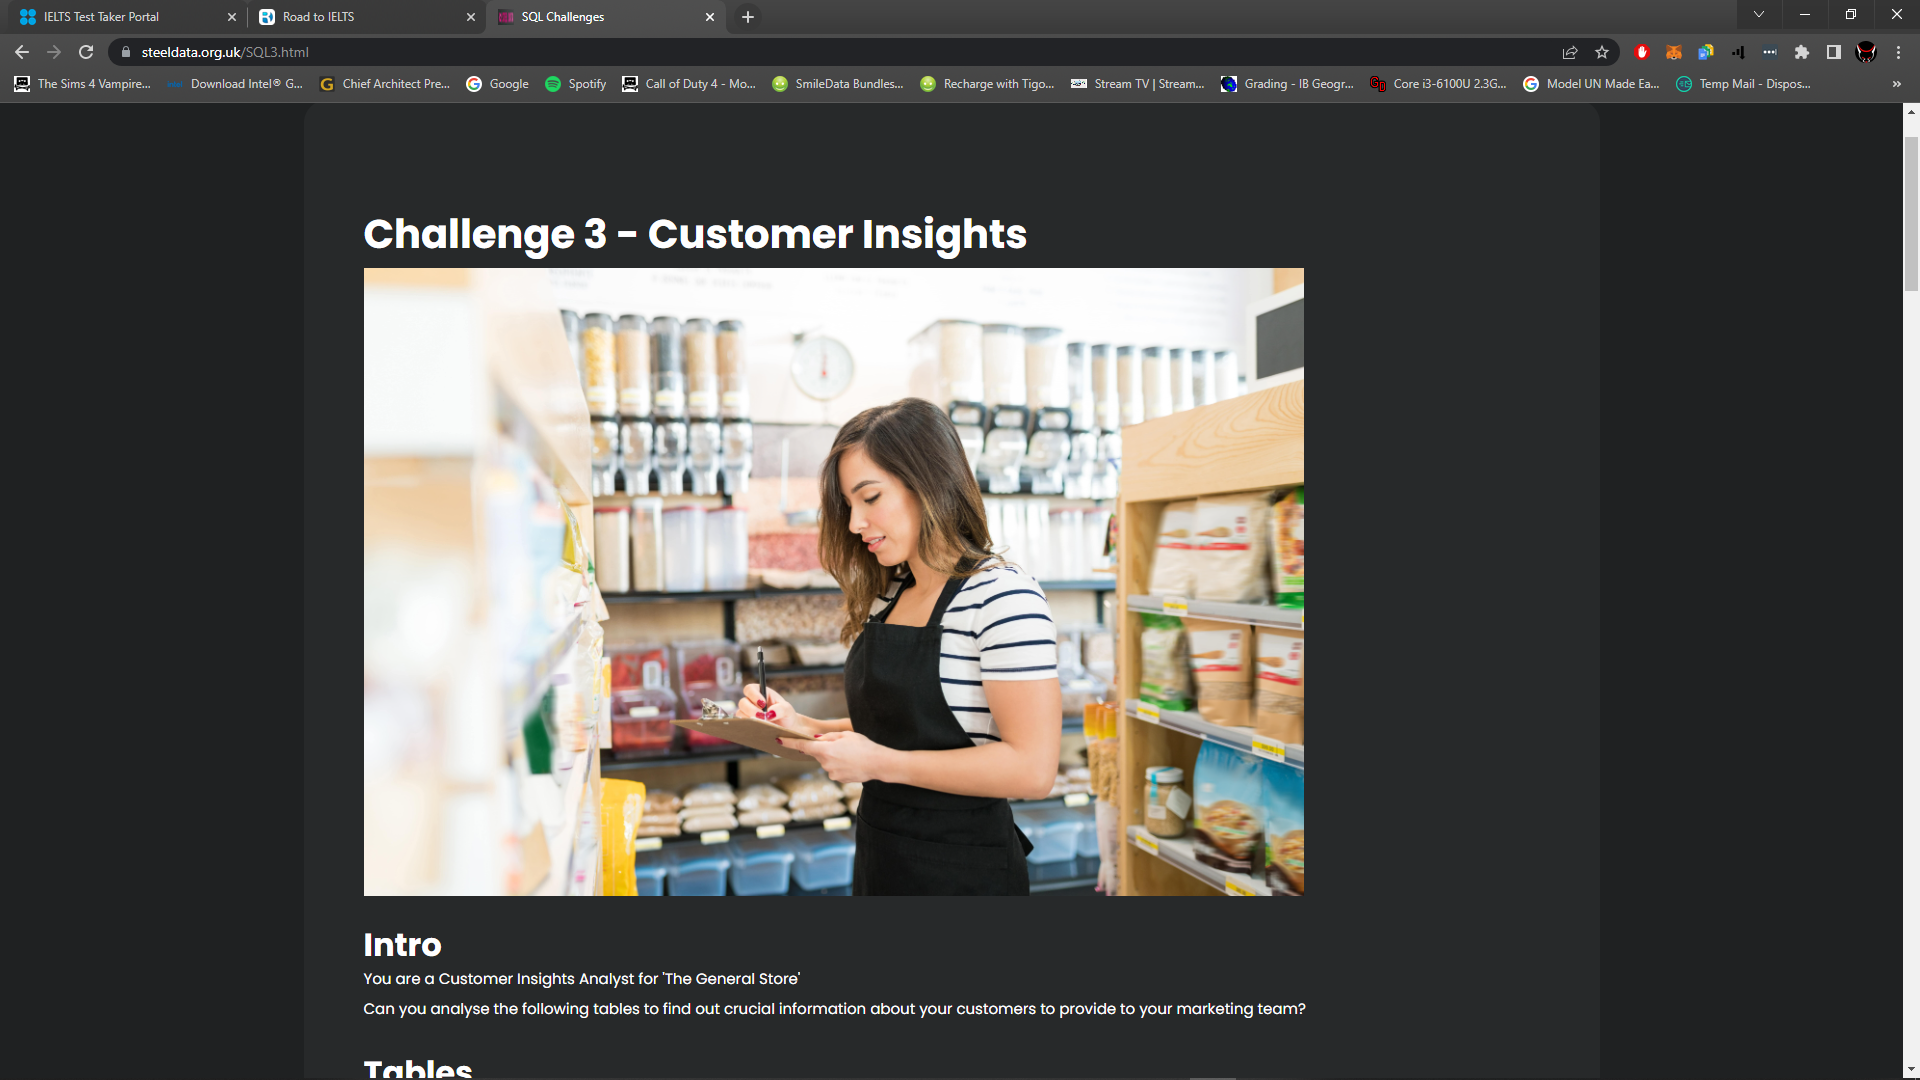 IELTS Test Taker Portal
Road to IELTS
SQL Challenges
steeldata.org.uk/SQL3.html
The Sims 4 Vampire...
Download Intel® G...
Chief Architect Pre...
Google
Spotify
Call of Duty 4 - Mo...
SmileData Bundles...
Recharge with Tigo...
Stream TV | Stream...
Grading - IB Geogr...
Core i3-6100U 2.3G...
Model UN Made Ea...
Temp Mail - Dispos...
Challenge 3 - Customer Insights
Intro
You are a Customer Insights Analyst for 'The General Store'
Can you analyse the following tables to find out crucial information about your customers to provide to your marketing team?
Tables